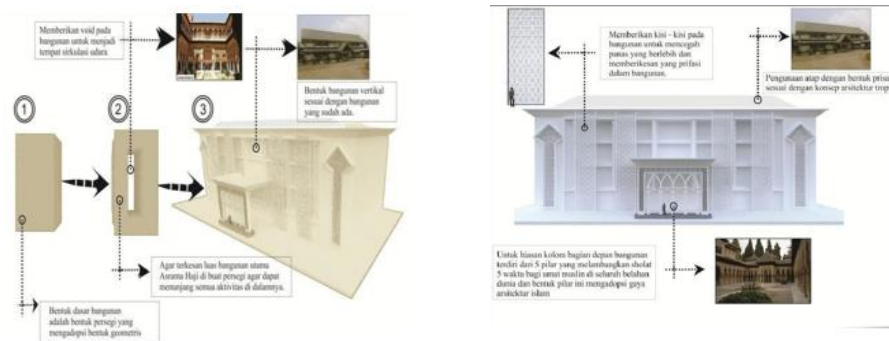 Memberikan void pada
bangunan untuk menjadi
tempat sirkulasi udara
Bentuk bangunan vertikal
sesuai dengan bangunan
yang sudah ada.
1
2
3
Agar terkesan luas bangunan utama
Asrama Haji di buat persegi agar dapat
menunjang semua aktivitas di dalamnya.
Bentuk dasar bangunan
adalah bentuk persegi yang
mengadopsi bentuk geometris
Memberikan kisi - kisi pada
bangunan untuk mencegah
panas yang berlebih dan
memberikesan yang prifasi
dalam bangunan.
Pengunaan atap dengan bentuk
sesuai dengan konsep arsitektur
Untuk hiasan kolom bagian depan bangunan
terdiri dari 5 pilar yang melambangkan sholat
5 waktu bagi umat muslim di seluruh belahan
dunia dan bentuk pilar ini mengadopsi gaya
arsitektur islam